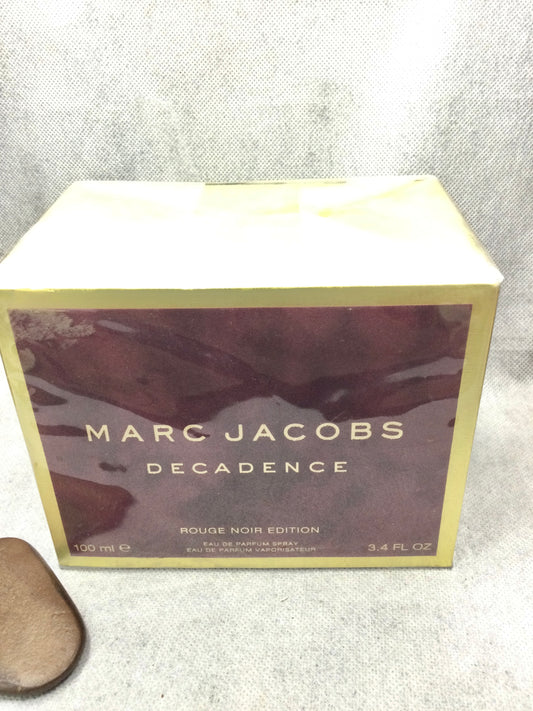 MARC JACOBS
DECADENCE
ROUGE NOIR EDITION
EAU DE PARFUM SPRAY
100 ml ℮ EAU DE PARFUM VAPORISATEUR 3.4 FL OZ